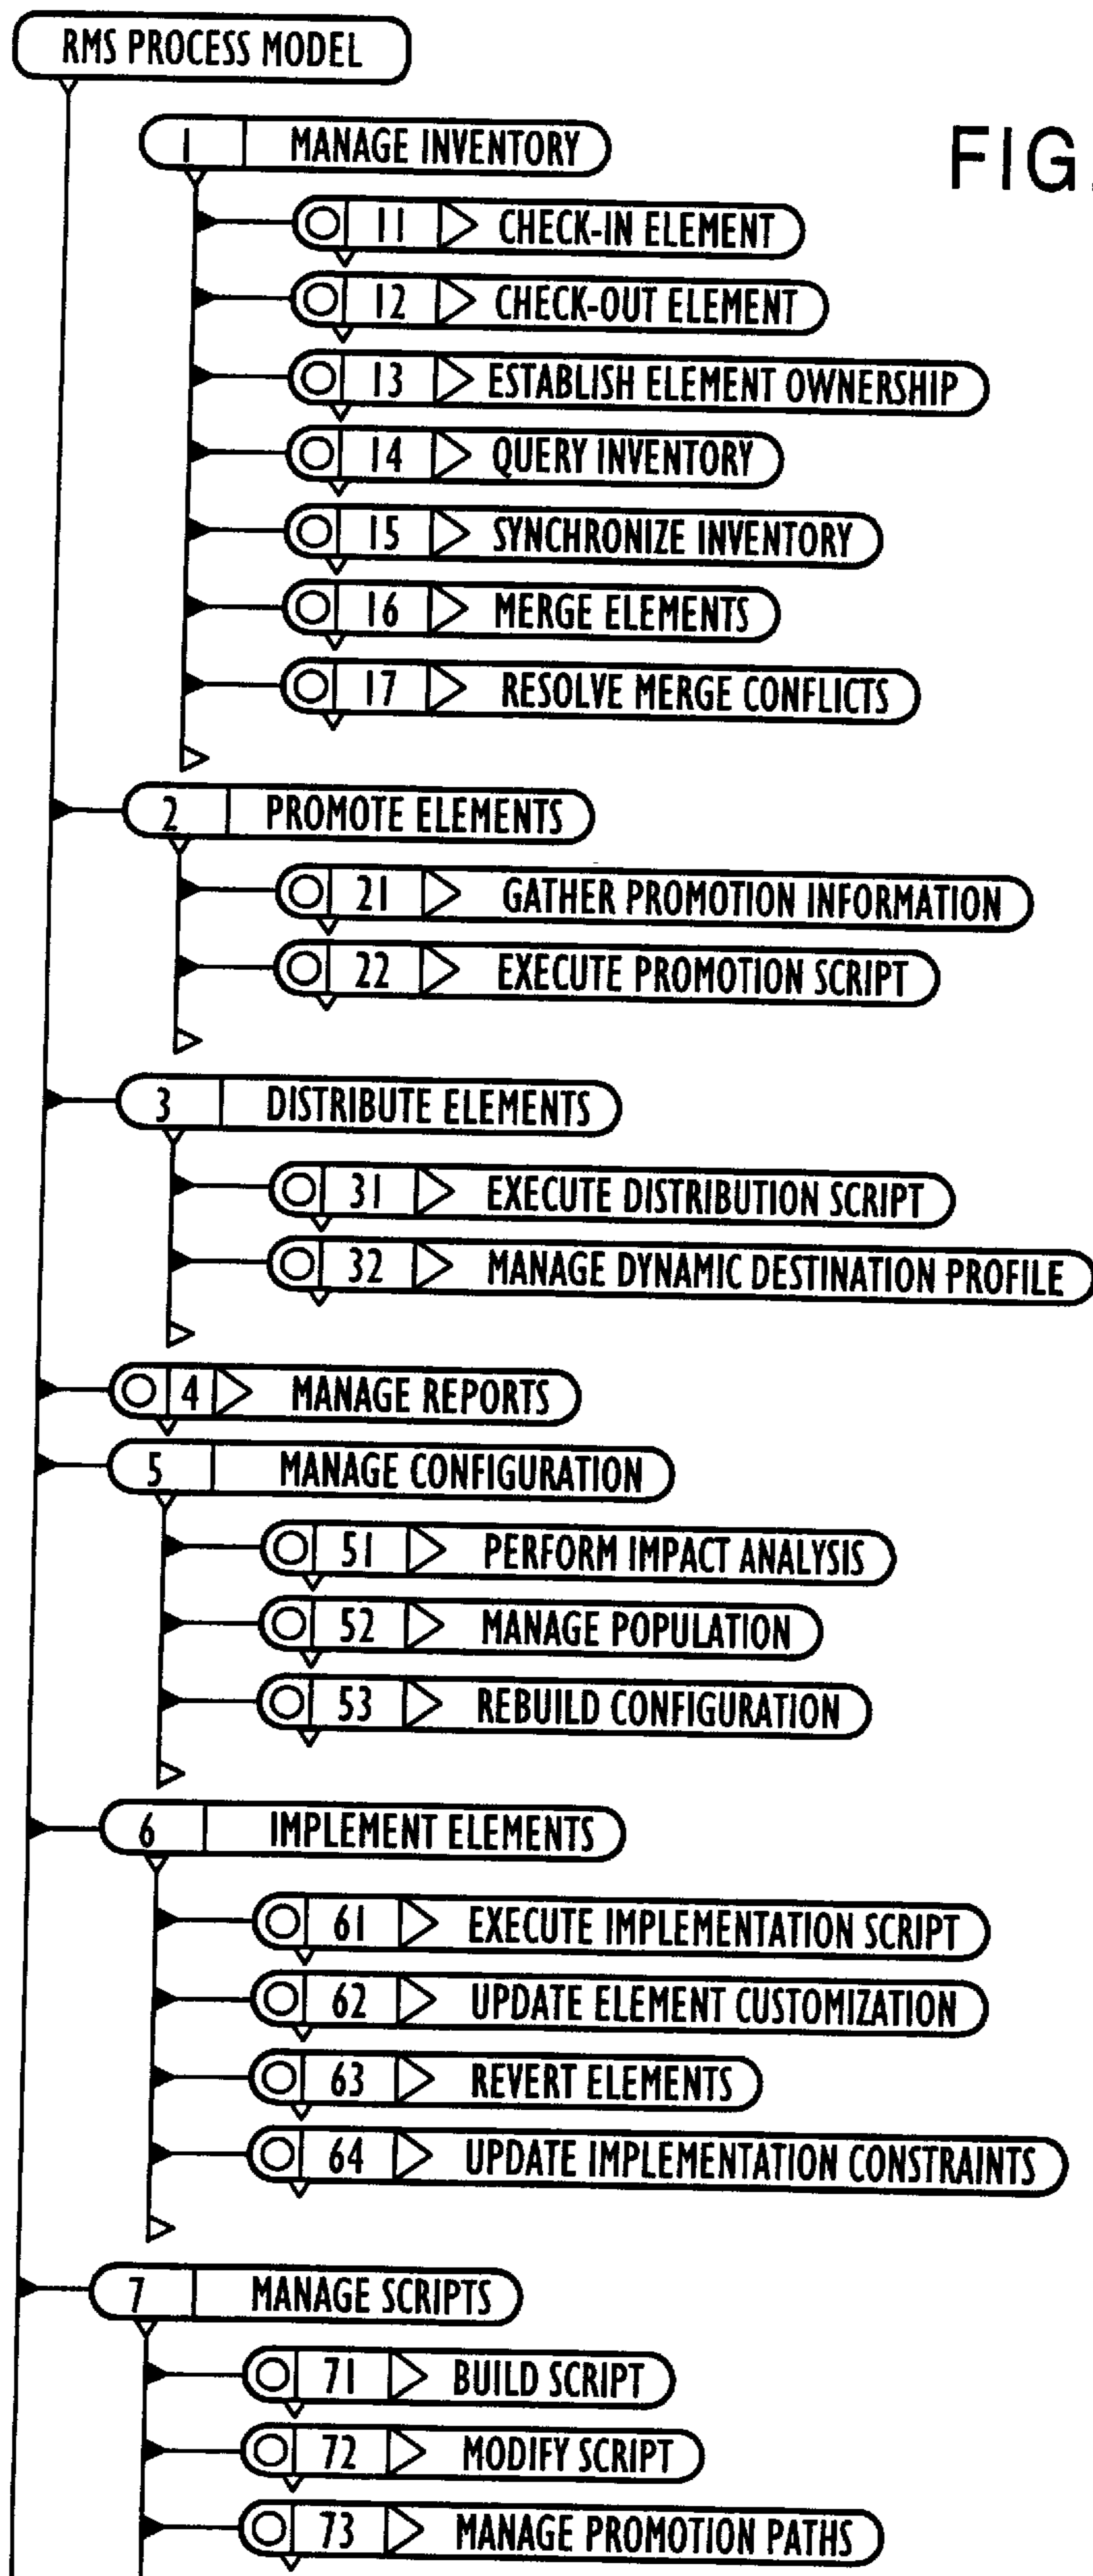 RMS PROCESS MODEL
FIG.
1 MANAGE INVENTORY
11 CHECK-IN ELEMENT
12 CHECK-OUT ELEMENT
13 ESTABLISH ELEMENT OWNERSHIP
14 QUERY INVENTORY
15 SYNCHRONIZE INVENTORY
16 MERGE ELEMENTS
17 RESOLVE MERGE CONFLICTS
2 PROMOTE ELEMENTS
21 GATHER PROMOTION INFORMATION
22 EXECUTE PROMOTION SCRIPT
3 DISTRIBUTE ELEMENTS
31 EXECUTE DISTRIBUTION SCRIPT
32 MANAGE DYNAMIC DESTINATION PROFILE
4 MANAGE REPORTS
5 MANAGE CONFIGURATION
51 PERFORM IMPACT ANALYSIS
52 MANAGE POPULATION
53 REBUILD CONFIGURATION
6 IMPLEMENT ELEMENTS
61 EXECUTE IMPLEMENTATION SCRIPT
62 UPDATE ELEMENT CUSTOMIZATION
63 REVERT ELEMENTS
64 UPDATE IMPLEMENTATION CONSTRAINTS
7 MANAGE SCRIPTS
71 BUILD SCRIPT
72 MODIFY SCRIPT
73 MANAGE PROMOTION PATHS